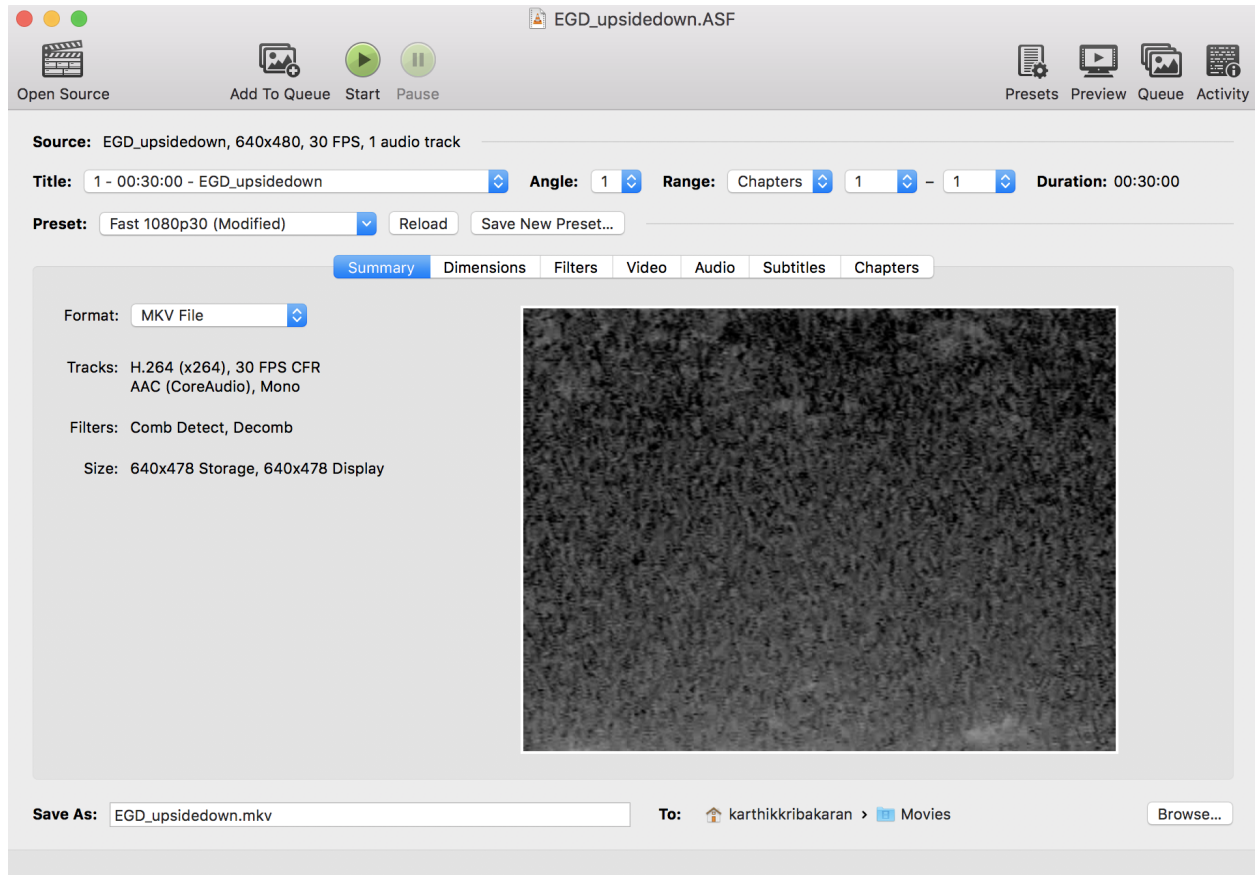 EGD_upsidedown.ASF
Open Source
Add To Queue
Start
Pause
Presets
Preview
Queue
Activity
Source: EGD_upsidedown, 640x480, 30 FPS, 1 audio track
Title: 1 - 00:30:00 - EGD_upsidedown Angle: 1 Range: Chapters 1 – 1 Duration: 00:30:00
Preset: Fast 1080p30 (Modified) Reload Save New Preset...
Summary Dimensions Filters Video Audio Subtitles Chapters
Format: MKV File
Tracks: H.264 (x264), 30 FPS CFR
AAC (CoreAudio), Mono
Filters: Comb Detect, Decomb
Size: 640x478 Storage, 640x478 Display
Save As: EGD_upsidedown.mkv To: karthikkribakaran › Movies Browse...